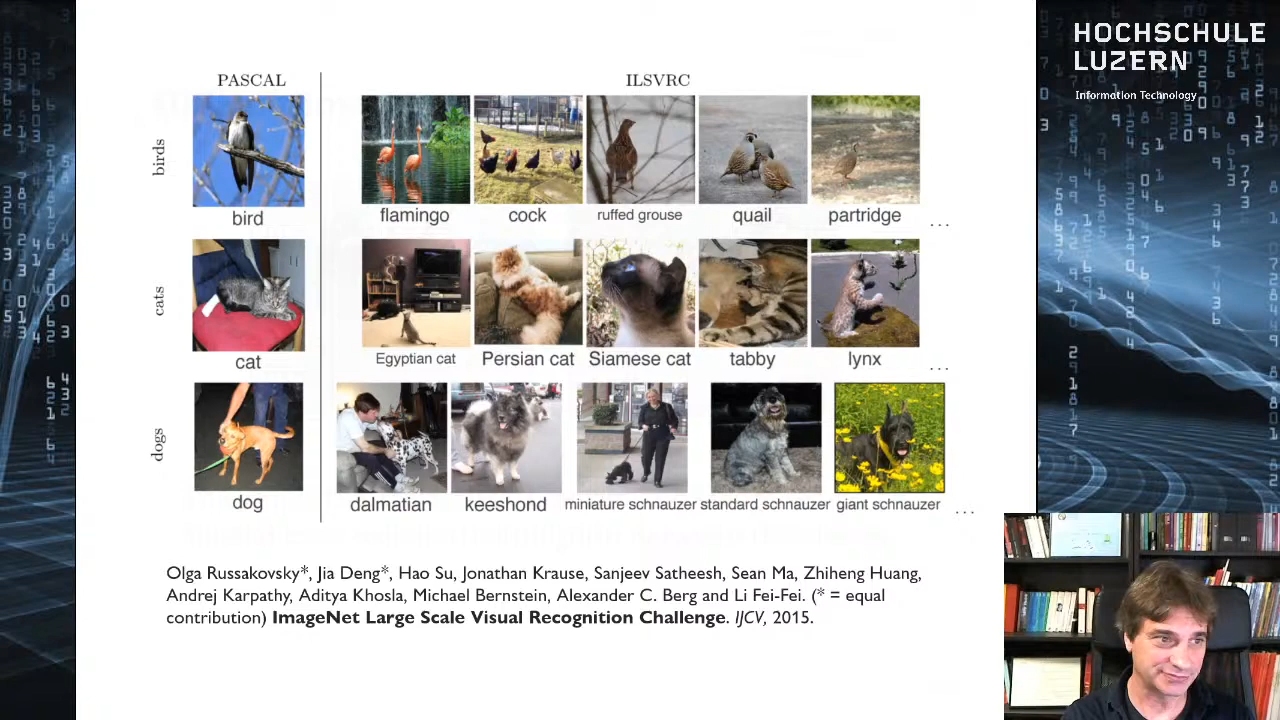 HOCHSCHULE
LUZERN
Information Technology
PASCAL
ILSVRC
birds
bird
flamingo
cock
ruffed grouse
quail
partridge
...
cats
cat
Egyptian cat
Persian cat
Siamese cat
tabby
lynx
...
dogs
dog
dalmatian
keeshond
miniature schnauzer
standard schnauzer
giant schnauzer
...
Olga Russakovsky*, Jia Deng*, Hao Su, Jonathan Krause, Sanjeev Satheesh, Sean Ma, Zhiheng Huang,
Andrej Karpathy, Aditya Khosla, Michael Bernstein, Alexander C. Berg and Li Fei-Fei. (* = equal
contribution) ImageNet Large Scale Visual Recognition Challenge. IJCV, 2015.